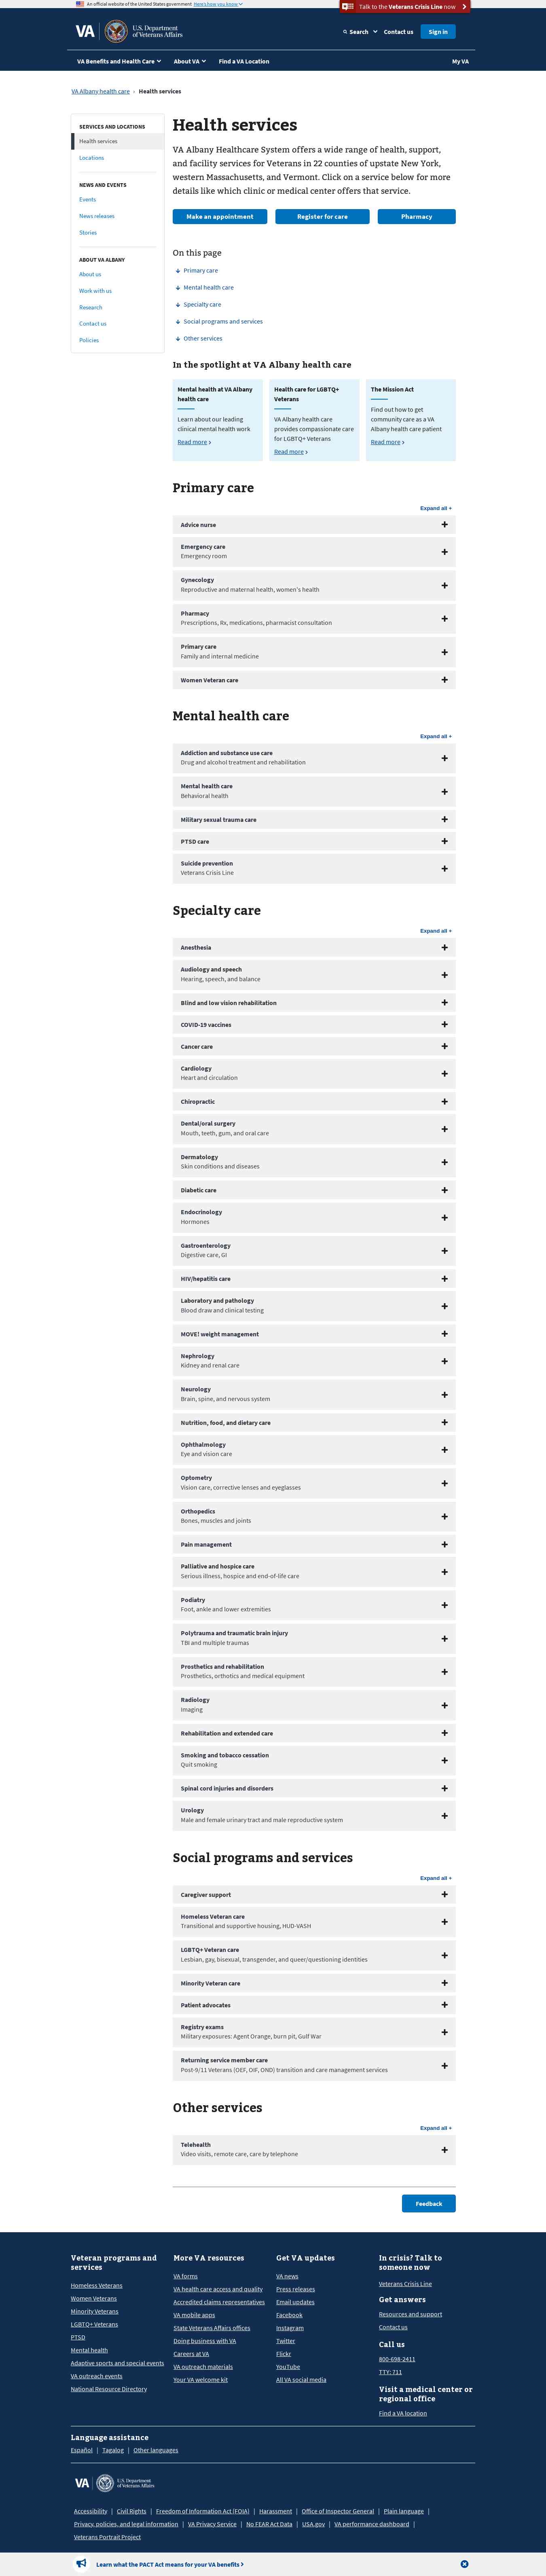 An official website of the United States government Here's how you know
Talk to the Veterans Crisis Line now
VA
U.S. Department
of Veterans Affairs
Search
Contact us
Sign in
VA Benefits and Health Care
About VA
Find a VA Location
My VA
VA Albany health care › Health services
SERVICES AND LOCATIONS
Health services
Locations
NEWS AND EVENTS
Events
News releases
Stories
ABOUT VA ALBANY
About us
Work with us
Research
Contact us
Policies
Health services
VA Albany Healthcare System offers a wide range of health, support,
and facility services for Veterans in 22 counties of upstate New York,
western Massachusetts, and Vermont. Click on a service below for more
details like which clinic or medical center offers that service.
Make an appointment
Register for care
Pharmacy
On this page
Primary care
Mental health care
Specialty care
Social programs and services
Other services
In the spotlight at VA Albany health care
Mental health at VA Albany
health care
Learn about our leading
clinical mental health work
Read more
Health care for LGBTQ+
Veterans
VA Albany health care
provides compassionate care
for LGBTQ+ Veterans
Read more
The Mission Act
Find out how to get
community care as a VA
Albany health care patient
Read more
Primary care
Expand all +
Advice nurse
Emergency care
Emergency room
Gynecology
Reproductive and maternal health, women's health
Pharmacy
Prescriptions, Rx, medications, pharmacist consultation
Primary care
Family and internal medicine
Women Veteran care
Mental health care
Expand all +
Addiction and substance use care
Drug and alcohol treatment and rehabilitation
Mental health care
Behavioral health
Military sexual trauma care
PTSD care
Suicide prevention
Veterans Crisis Line
Specialty care
Expand all +
Anesthesia
Audiology and speech
Hearing, speech, and balance
Blind and low vision rehabilitation
COVID-19 vaccines
Cancer care
Cardiology
Heart and circulation
Chiropractic
Dental/oral surgery
Mouth, teeth, gum, and oral care
Dermatology
Skin conditions and diseases
Diabetic care
Endocrinology
Hormones
Gastroenterology
Digestive care, GI
HIV/hepatitis care
Laboratory and pathology
Blood draw and clinical testing
MOVE! weight management
Nephrology
Kidney and renal care
Neurology
Brain, spine, and nervous system
Nutrition, food, and dietary care
Ophthalmology
Eye and vision care
Optometry
Vision care, corrective lenses and eyeglasses
Orthopedics
Bones, muscles and joints
Pain management
Palliative and hospice care
Serious illness, hospice and end-of-life care
Podiatry
Foot, ankle and lower extremities
Polytrauma and traumatic brain injury
TBI and multiple traumas
Prosthetics and rehabilitation
Prosthetics, orthotics and medical equipment
Radiology
Imaging
Rehabilitation and extended care
Smoking and tobacco cessation
Quit smoking
Spinal cord injuries and disorders
Urology
Male and female urinary tract and male reproductive system
Social programs and services
Expand all +
Caregiver support
Homeless Veteran care
Transitional and supportive housing, HUD-VASH
LGBTQ+ Veteran care
Lesbian, gay, bisexual, transgender, and queer/questioning identities
Minority Veteran care
Patient advocates
Registry exams
Military exposures: Agent Orange, burn pit, Gulf War
Returning service member care
Post-9/11 Veterans (OEF, OIF, OND) transition and care management services
Other services
Expand all +
Telehealth
Video visits, remote care, care by telephone
Feedback
Veteran programs and
services
Homeless Veterans
Women Veterans
Minority Veterans
LGBTQ+ Veterans
PTSD
Mental health
Adaptive sports and special events
VA outreach events
National Resource Directory
More VA resources
VA forms
VA health care access and quality
Accredited claims representatives
VA mobile apps
State Veterans Affairs offices
Doing business with VA
Careers at VA
VA outreach materials
Your VA welcome kit
Get VA updates
VA news
Press releases
Email updates
Facebook
Instagram
Twitter
Flickr
YouTube
All VA social media
In crisis? Talk to
someone now
Veterans Crisis Line
Get answers
Resources and support
Contact us
Call us
800-698-2411
TTY: 711
Visit a medical center or
regional office
Find a VA location
Language assistance
Español | Tagalog | Other languages
VA
U.S. Department
of Veterans Affairs
Accessibility | Civil Rights | Freedom of Information Act (FOIA) | Harassment | Office of Inspector General | Plain language |
Privacy, policies, and legal information | VA Privacy Service | No FEAR Act Data | USA.gov | VA performance dashboard |
Veterans Portrait Project
Learn what the PACT Act means for your VA benefits